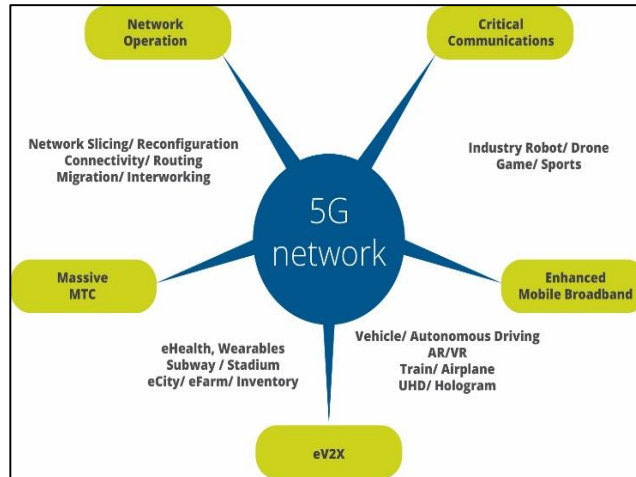 Network
Operation
Critical
Communications
Network Slicing/ Reconfiguration
Connectivity/ Routing
Migration/ Interworking
Industry Robot/ Drone
Game/ Sports
5G
network
Massive
MTC
Enhanced
Mobile Broadband
eHealth, Wearables
Subway / Stadium
eCity/ eFarm/ Inventory
Vehicle/ Autonomous Driving
AR/VR
Train/ Airplane
UHD/ Hologram
eV2X